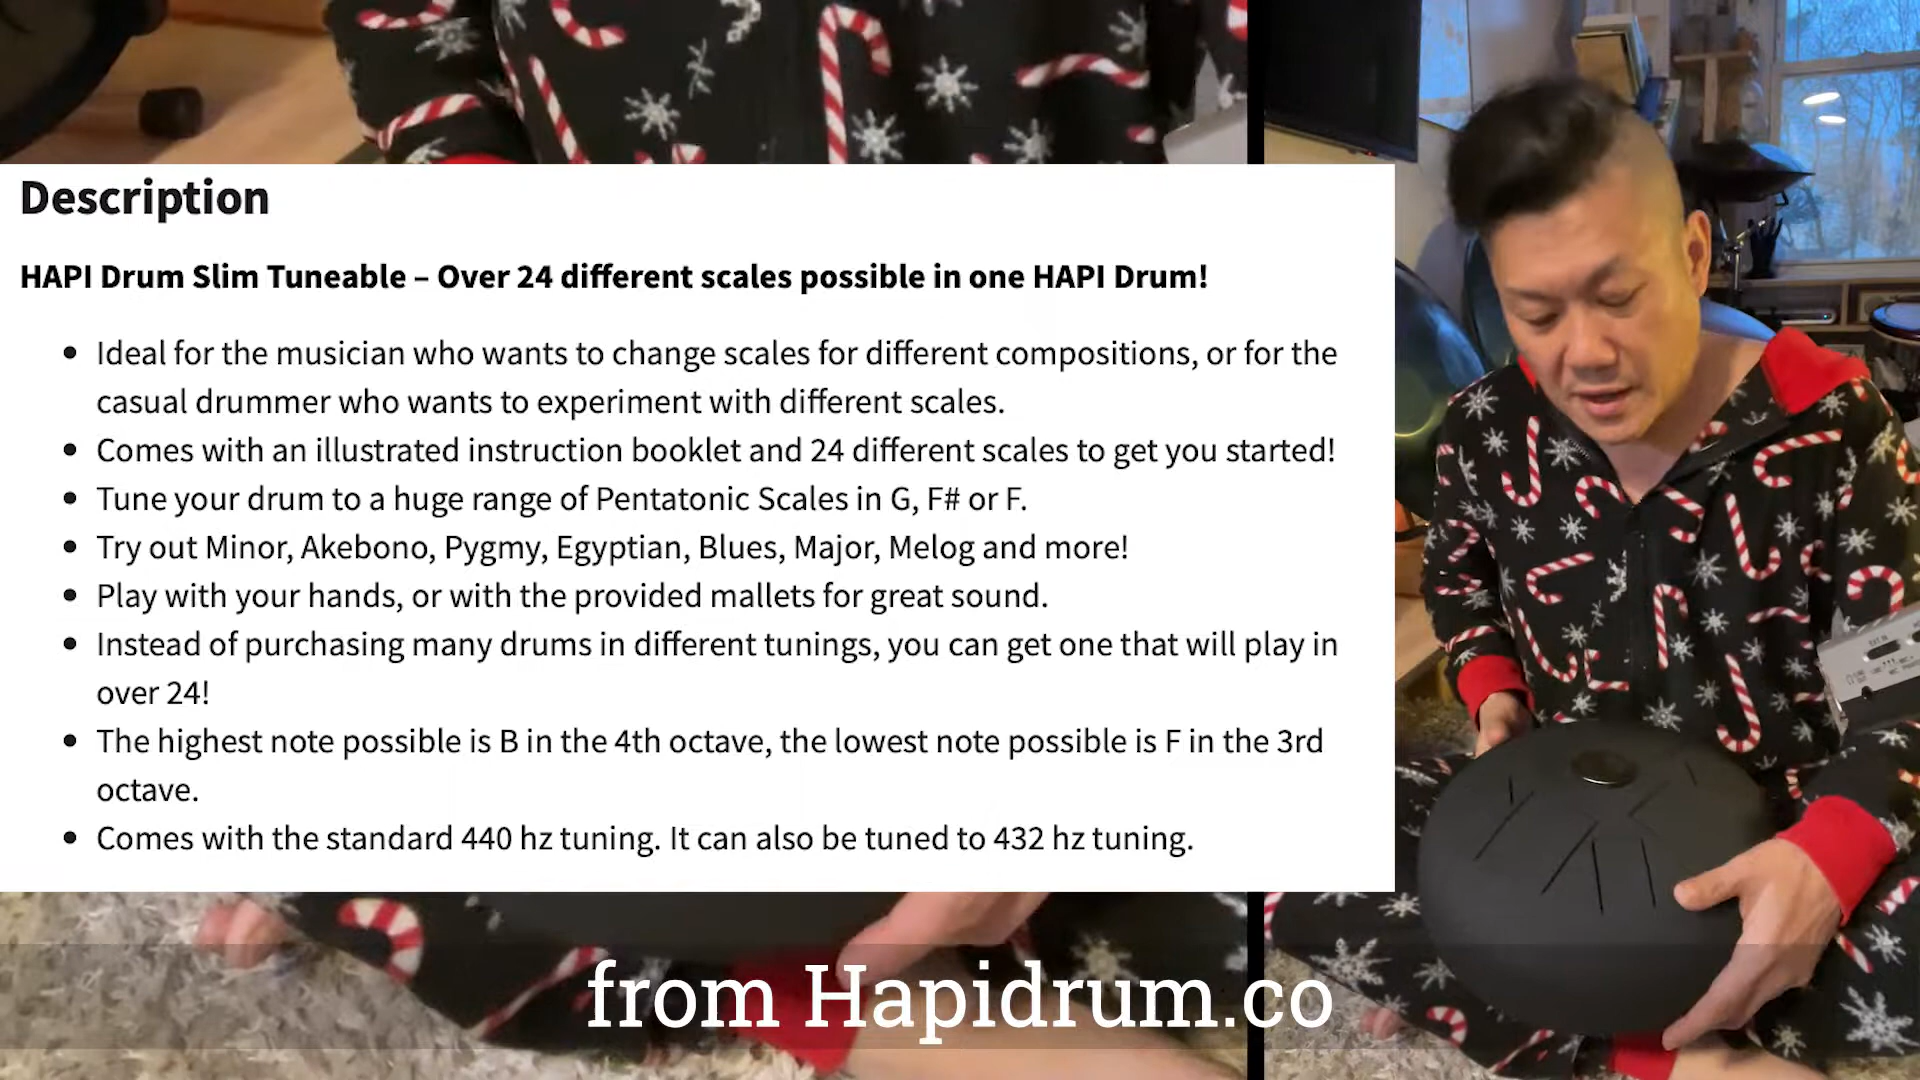 Description
HAPI Drum Slim Tuneable – Over 24 different scales possible in one HAPI Drum!
• Ideal for the musician who wants to change scales for different compositions, or for the
casual drummer who wants to experiment with different scales.
• Comes with an illustrated instruction booklet and 24 different scales to get you started!
• Tune your drum to a huge range of Pentatonic Scales in G, F# or F.
• Try out Minor, Akebono, Pygmy, Egyptian, Blues, Major, Melog and more!
• Play with your hands, or with the provided mallets for great sound.
• Instead of purchasing many drums in different tunings, you can get one that will play in
over 24!
• The highest note possible is B in the 4th octave, the lowest note possible is F in the 3rd
octave.
• Comes with the standard 440 hz tuning. It can also be tuned to 432 hz tuning.
from Hapidrum.co